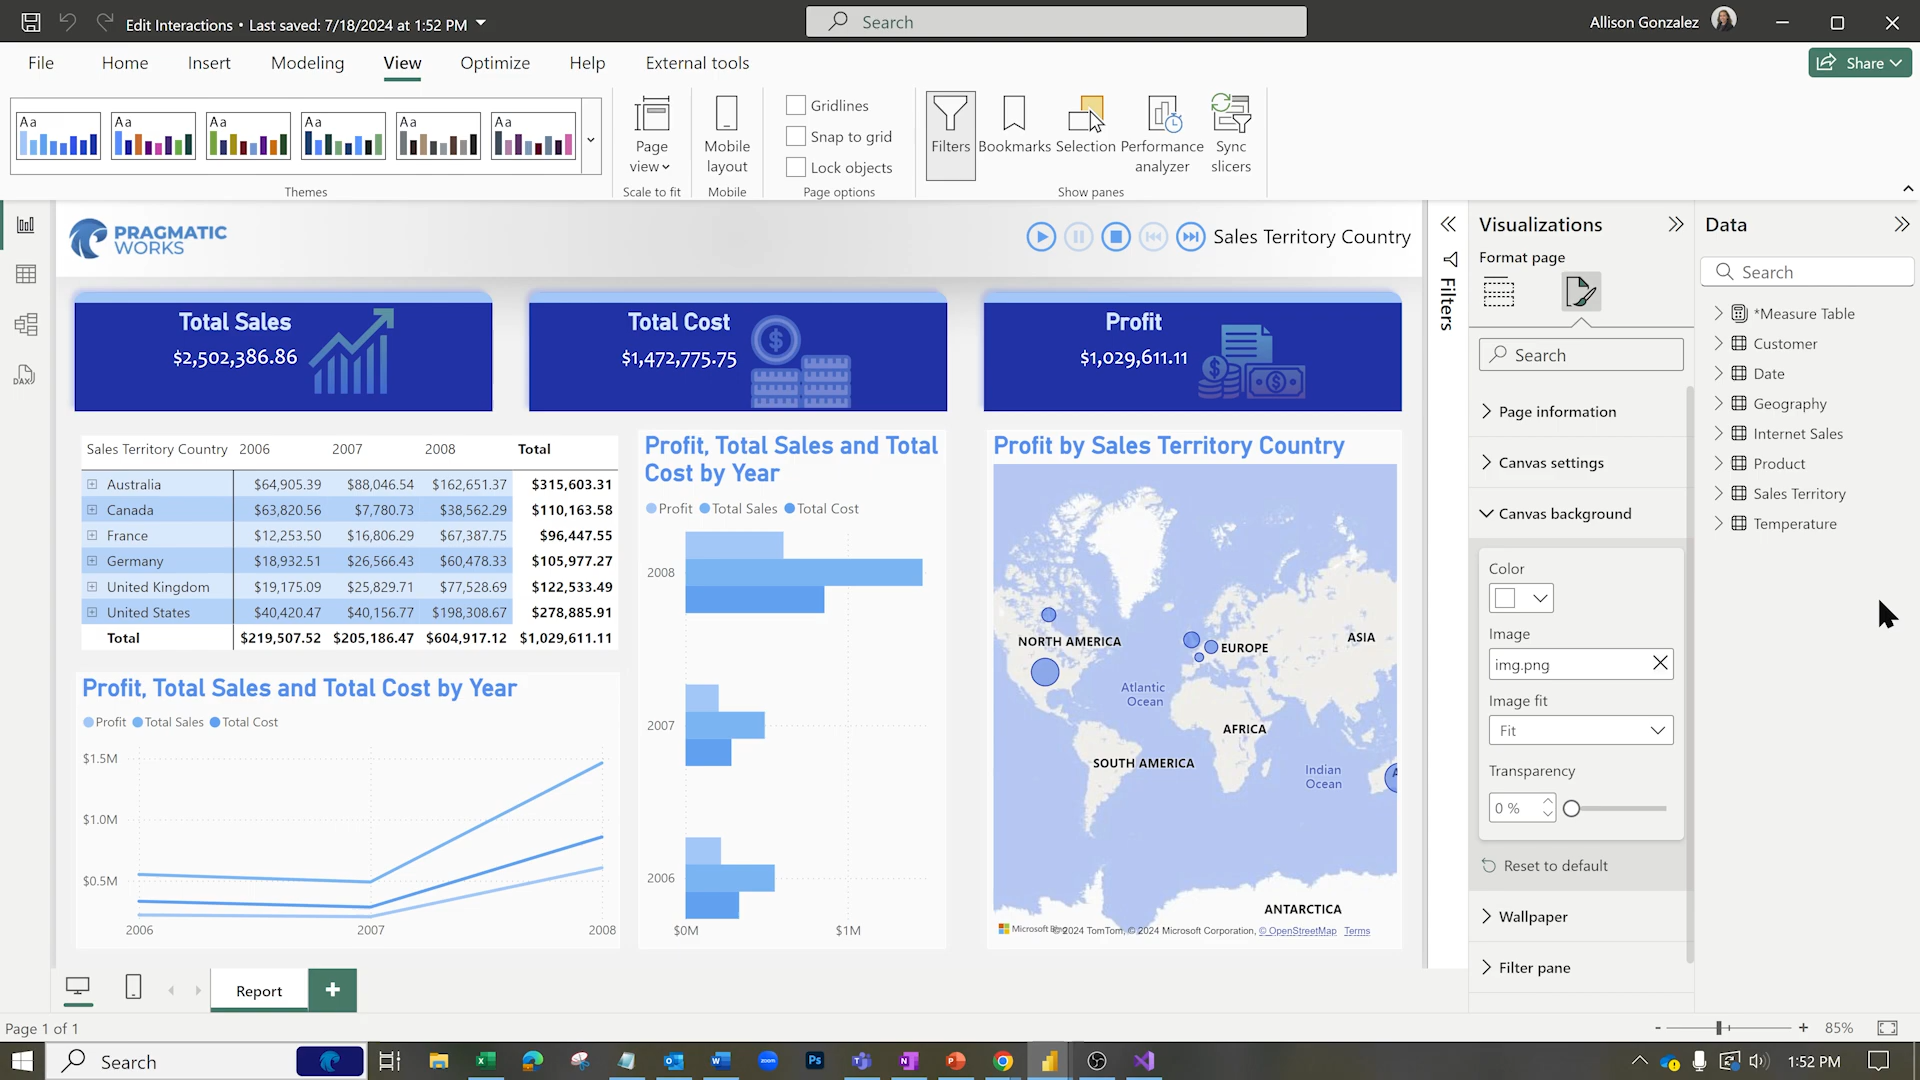 Edit Interactions • Last saved: 7/18/2024 at 1:52 PM
Search
Allison Gonzalez
File
Home
Insert
Modeling
View
Optimize
Help
External tools
Share
Aa
Aa
Aa
Aa
Aa
Aa
Themes
Page view
Scale to fit
Mobile layout
Mobile
Gridlines
Snap to grid
Lock objects
Page options
Filters
Bookmarks
Selection
Performance analyzer
Sync slicers
Show panes
DAX
PRAGMATIC
WORKS
Sales Territory Country
Total Sales
$2,502,386.86
Total Cost
$1,472,775.75
Profit
$1,029,611.11
Sales Territory Country 2006 2007 2008 Total
Australia $64,905.39 $88,046.54 $162,651.37 $315,603.31
Canada $63,820.56 $7,780.73 $38,562.29 $110,163.58
France $12,253.50 $16,806.29 $67,387.75 $96,447.55
Germany $18,932.51 $26,566.43 $60,478.33 $105,977.27
United Kingdom $19,175.09 $25,829.71 $77,528.69 $122,533.49
United States $40,420.47 $40,156.77 $198,308.67 $278,885.91
Total $219,507.52 $205,186.47 $604,917.12 $1,029,611.11
Profit, Total Sales and Total Cost by Year
Profit Total Sales Total Cost
$1.5M
$1.0M
$0.5M
2006 2007 2008
Profit, Total Sales and Total
Cost by Year
Profit Total Sales Total Cost
2008
2007
2006
$0M $1M
Profit by Sales Territory Country
NORTH AMERICA
EUROPE
ASIA
Atlantic
Ocean
AFRICA
SOUTH AMERICA
Indian
Ocean
A
ANTARCTICA
Microsoft
© 2024 TomTom, © 2024 Microsoft Corporation, © OpenStreetMap Terms
Filters
Visualizations
Format page
Search
Page information
Canvas settings
Canvas background
Color
Image
img.png
Image fit
Fit
Transparency
0 %
Reset to default
Wallpaper
Filter pane
Data
Search
*Measure Table
Customer
Date
Geography
Internet Sales
Product
Sales Territory
Temperature
Report
Page 1 of 1
- + 85%
Search
zoom
Ps
1:52 PM